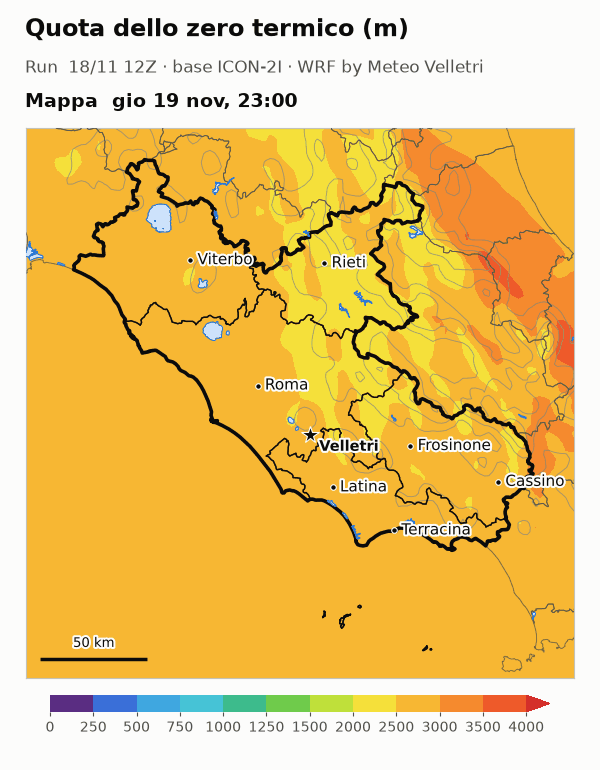 Quota dello zero termico (m)
Run 18/11 12Z · base ICON-2I · WRF by Meteo Velletri
Mappa gio 19 nov, 23:00
Viterbo
Rieti
Roma
Velletri
Frosinone
Cassino
Latina
Terracina
50 km
0 250 500 750 1000 1250 1500 2000 2500 3000 3500 4000